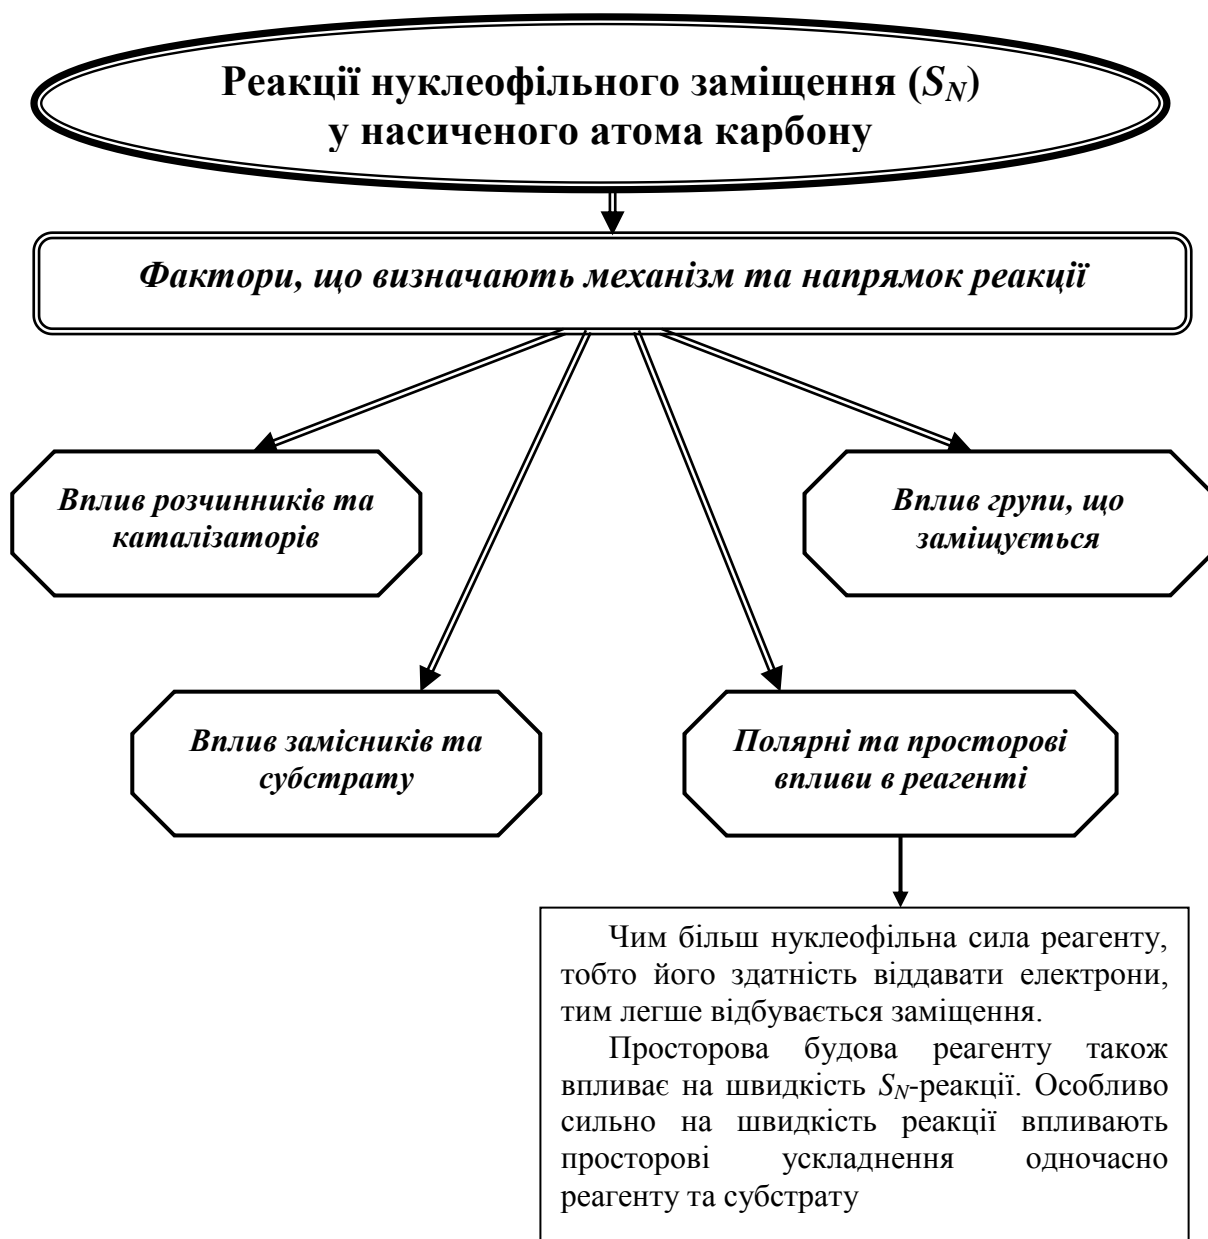 Реакції нуклеофільного заміщення (S_N)
у насиченого атома карбону
Фактори, що визначають механізм та напрямок реакції
Вплив розчинників та
каталізаторів
Вплив групи, що
заміщується
Вплив замісників та
субстрату
Полярні та просторові
впливи в реагенті
Чим більш нуклеофільна сила реагенту,
тобто його здатність віддавати електрони,
тим легше відбувається заміщення.
Просторова будова реагенту також
впливає на швидкість S_N-реакції. Особливо
сильно на швидкість реакції впливають
просторові ускладнення одночасно
реагенту та субстрату